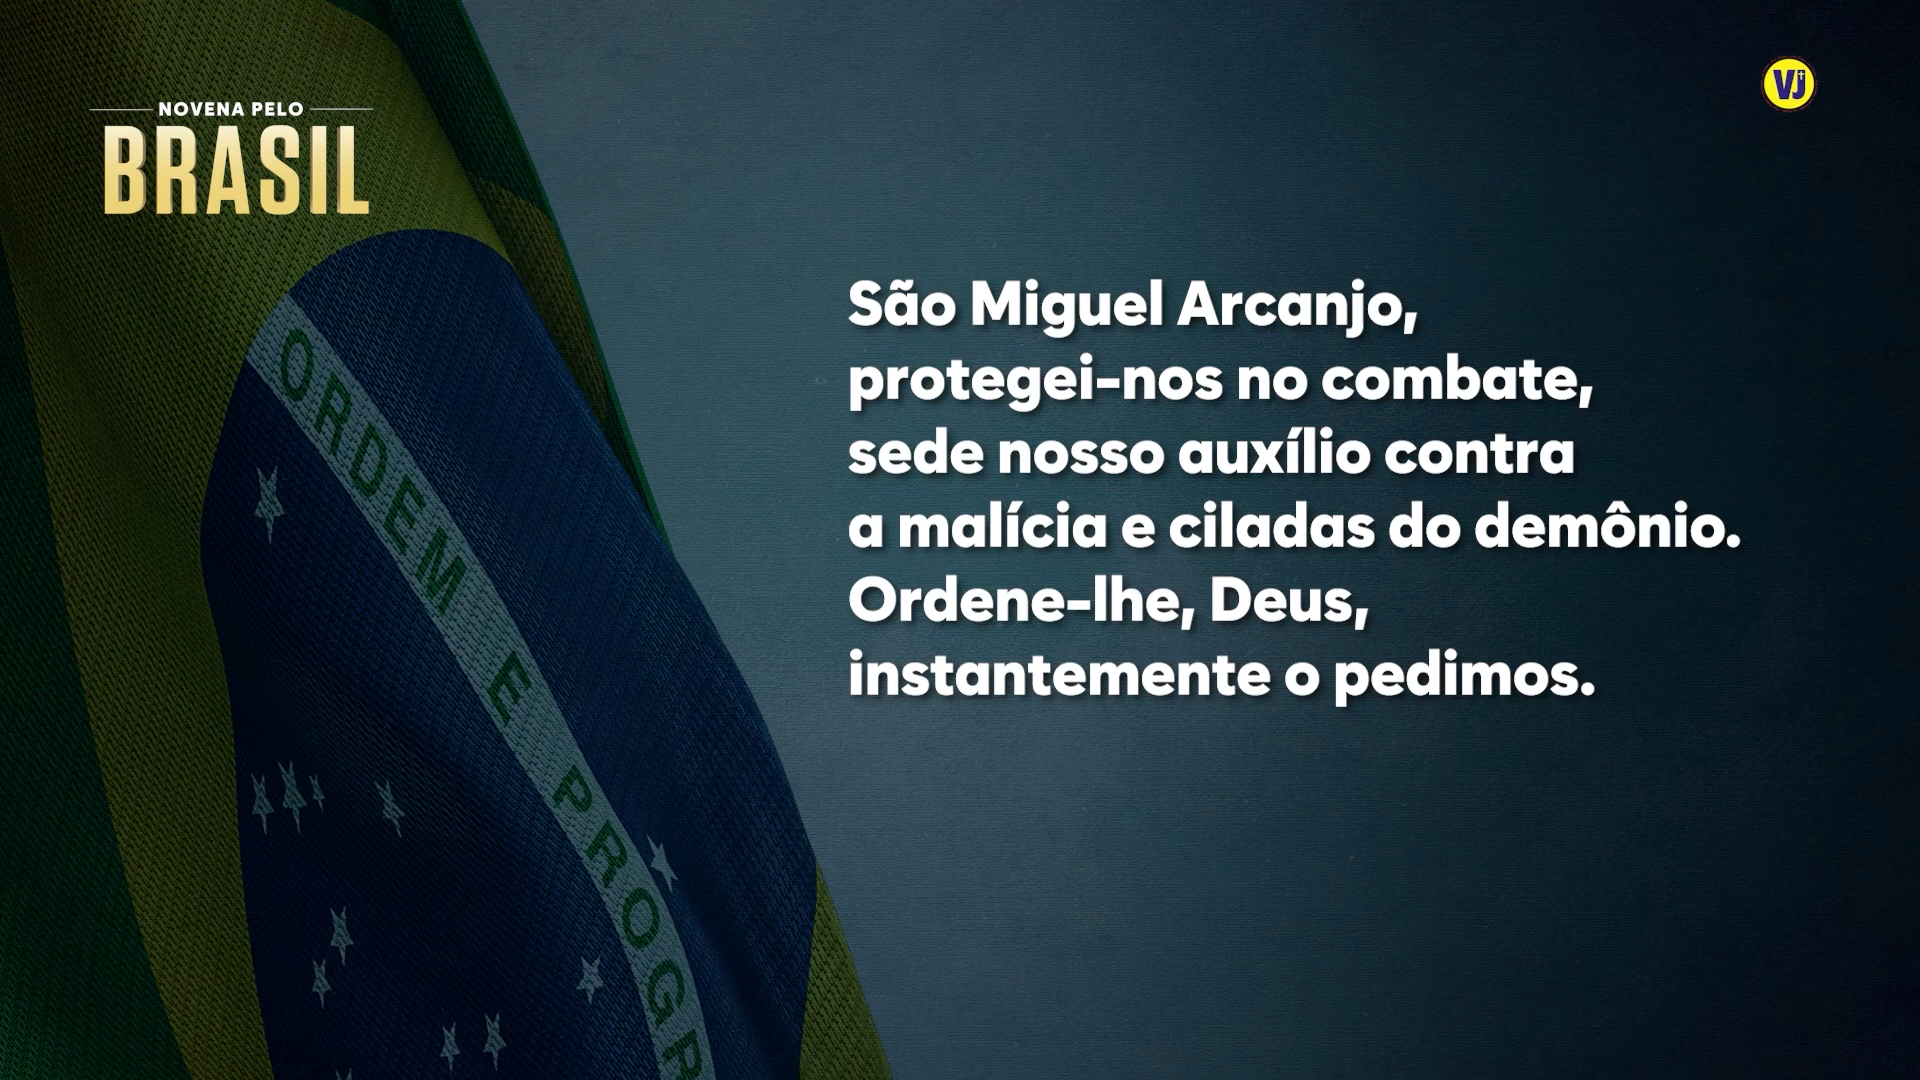 NOVENA PELO
BRASIL
VJ
São Miguel Arcanjo,
protegei-nos no combate,
sede nosso auxílio contra
a malícia e ciladas do demônio.
Ordene-lhe, Deus,
instantemente o pedimos.
ORDEM E PROGR